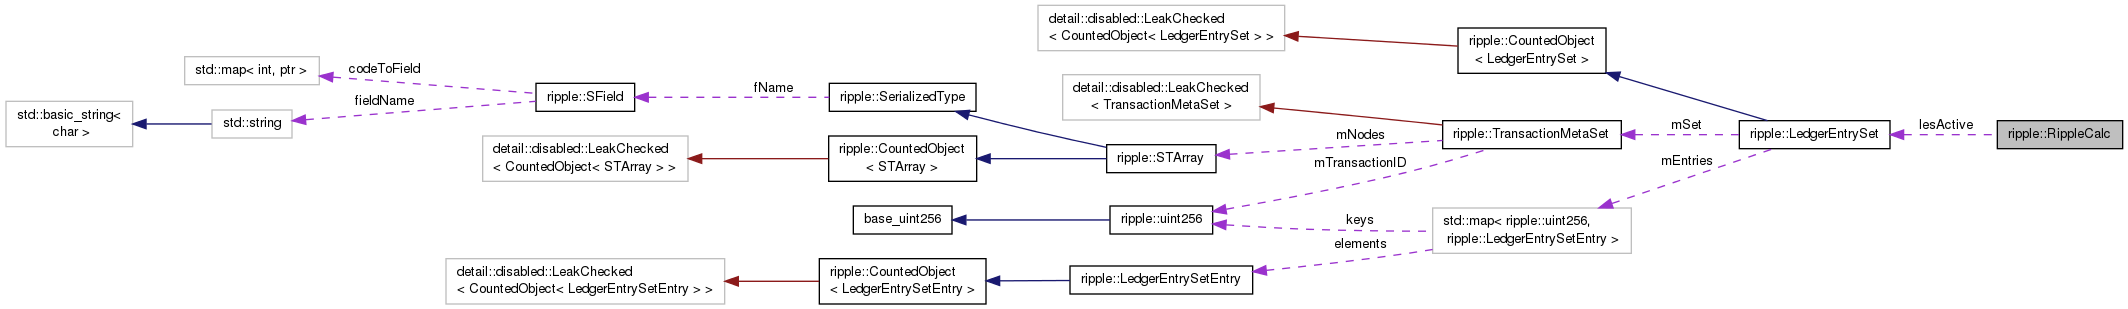 detail::disabled::LeakChecked
< CountedObject< LedgerEntrySet > >
ripple::CountedObject
< LedgerEntrySet >
std::map< int, ptr >
codeToField
detail::disabled::LeakChecked
< TransactionMetaSet >
fName
ripple::SField
ripple::SerializedType
fieldName
std::basic_string<
char >
std::string
mNodes
ripple::TransactionMetaSet
mSet
ripple::LedgerEntrySet
lesActive
ripple::RippleCalc
detail::disabled::LeakChecked
< CountedObject< STArray > >
ripple::CountedObject
< STArray >
ripple::STArray
mTransactionID
mEntries
base_uint256
ripple::uint256
keys
std::map< ripple::uint256,
ripple::LedgerEntrySetEntry >
elements
detail::disabled::LeakChecked
< CountedObject< LedgerEntrySetEntry > >
ripple::CountedObject
< LedgerEntrySetEntry >
ripple::LedgerEntrySetEntry